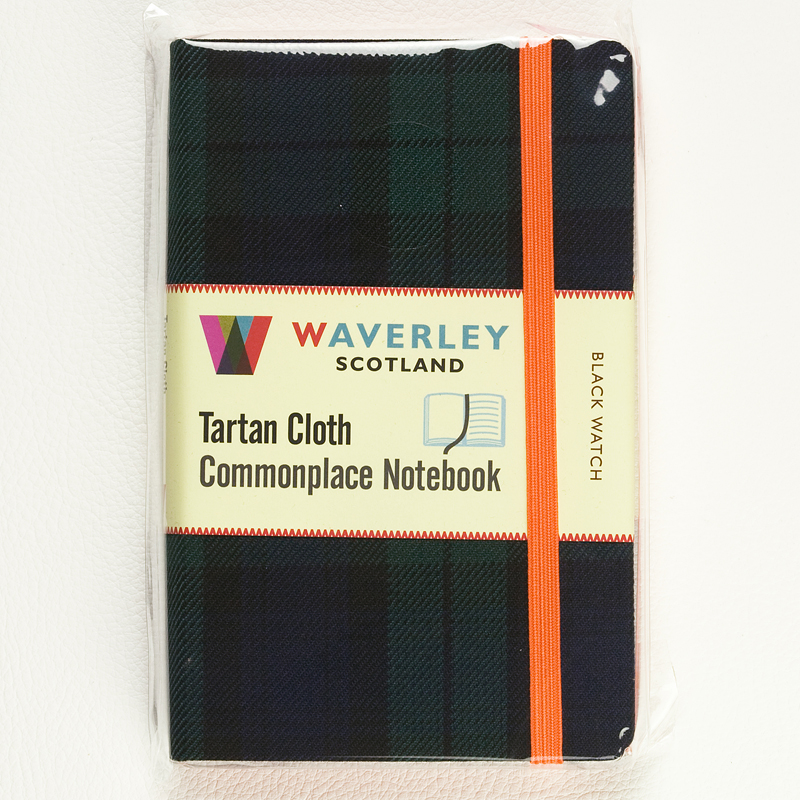 WAVERLEY
SCOTLAND
Tartan Cloth
Commonplace Notebook
BLACK WATCH